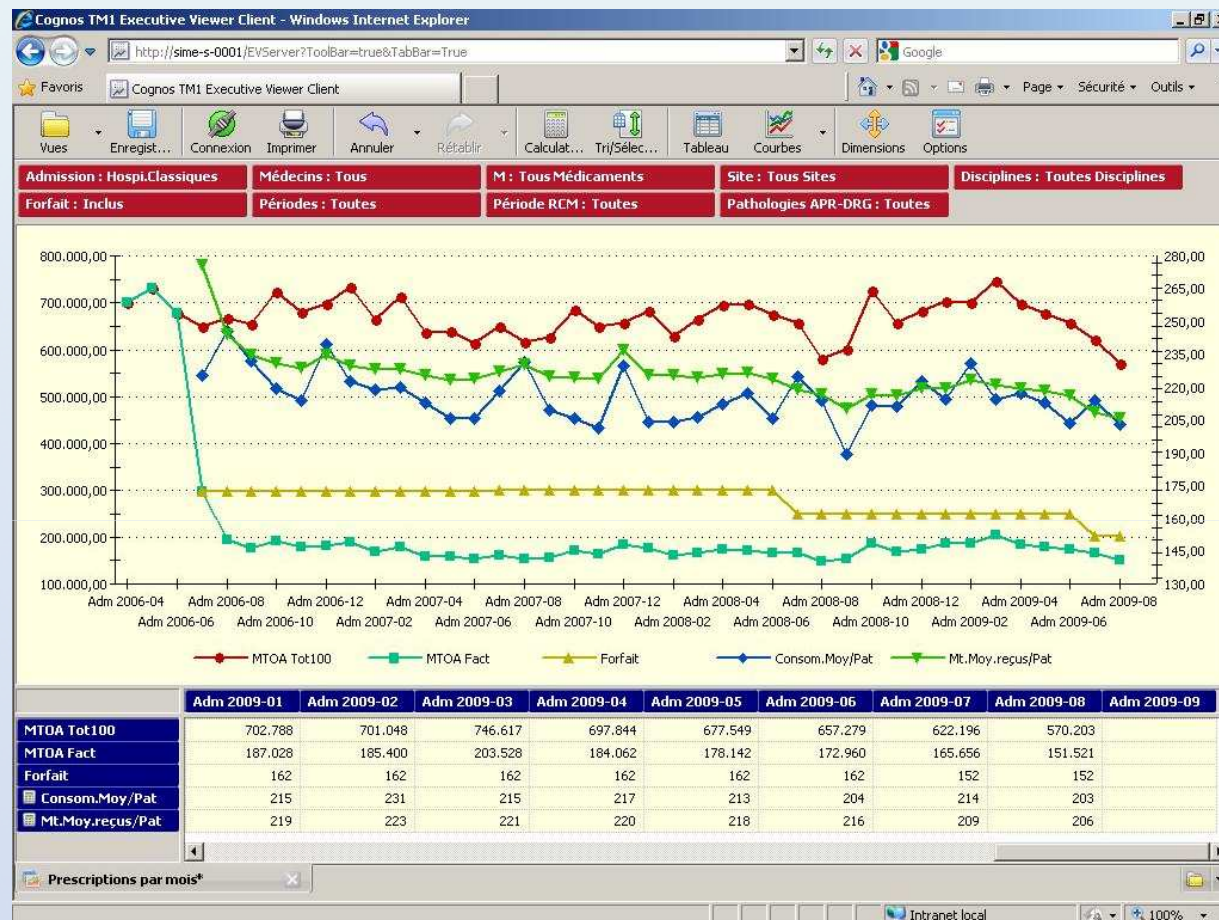 Cognos TM1 Executive Viewer Client - Windows Internet Explorer
http://sime-s-0001/EVServer?ToolBar=true&TabBar=True
Google
Favoris Cognos TM1 Executive Viewer Client Page Sécurité Outils
Vues Enregist... Connexion Imprimer Annuler Rétablir Calculat... Tri/Sélec... Tableau Courbes Dimensions Options
Admission : Hospi.Classiques Médecins : Tous M : Tous Médicaments Site : Tous Sites Disciplines : Toutes Disciplines
Forfait : Inclus Périodes : Toutes Période RCM : Toutes Pathologies APR-DRG : Toutes
800.000,00 280,00
700.000,00 265,00
600.000,00 250,00
500.000,00 235,00
400.000,00 220,00
300.000,00 205,00
200.000,00 190,00
100.000,00 175,00
160,00
145,00
130,00
Adm 2006-04 Adm 2006-08 Adm 2006-12 Adm 2007-04 Adm 2007-08 Adm 2007-12 Adm 2008-04 Adm 2008-08 Adm 2008-12 Adm 2009-04 Adm 2009-08
Adm 2006-06 Adm 2006-10 Adm 2007-02 Adm 2007-06 Adm 2007-10 Adm 2008-02 Adm 2008-06 Adm 2008-10 Adm 2009-02 Adm 2009-06
MTOA Tot100 MTOA Fact Forfait Consom.Moy/Pat Mt.Moy.reçus/Pat
Adm 2009-01 Adm 2009-02 Adm 2009-03 Adm 2009-04 Adm 2009-05 Adm 2009-06 Adm 2009-07 Adm 2009-08 Adm 2009-09
MTOA Tot100 702.788 701.048 746.617 697.844 677.549 657.279 622.196 570.203
MTOA Fact 187.028 185.400 203.528 184.062 178.142 172.960 165.656 151.521
Forfait 162 162 162 162 162 162 152 152
Consom.Moy/Pat 215 231 215 217 213 204 214 203
Mt.Moy.reçus/Pat 219 223 221 220 218 216 209 206
Prescriptions par mois*
Intranet local 100%